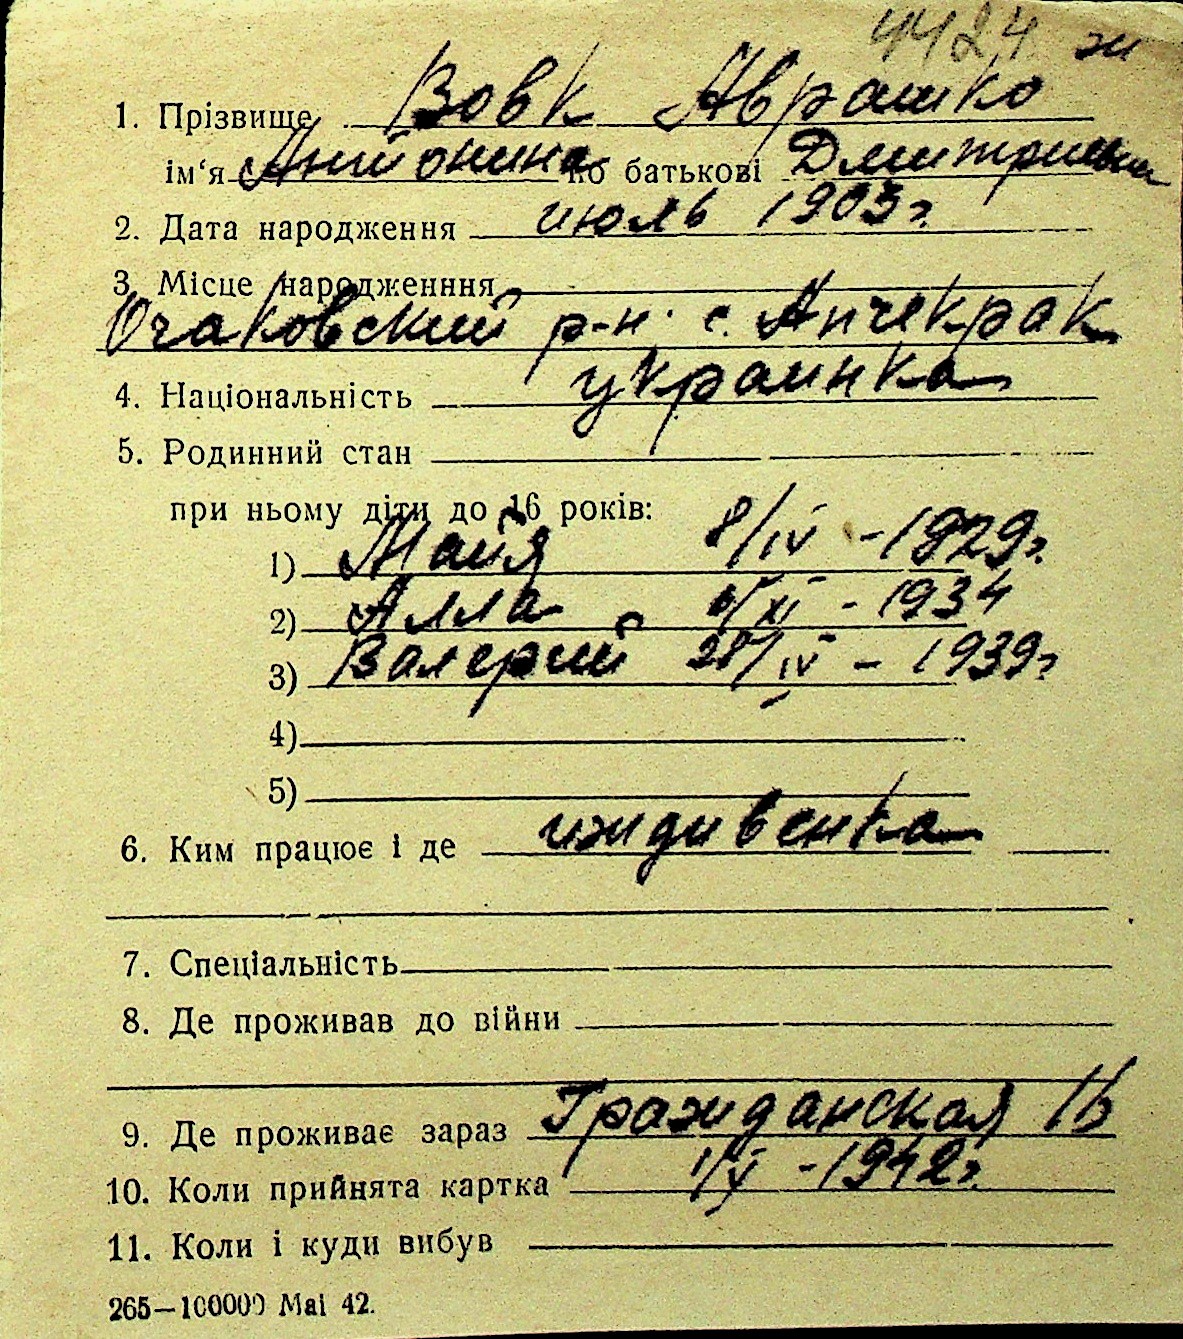 4424 ж
1. Прізвище Вовк Аврашко
ім‘я Антонина по батькові Дмитриевна
2. Дата народження июль 1903 г.
3. Місце народженння
Очаковский р-н. с. Анчекрак
4. Національність украинка
5. Родинний стан
при ньому діти до 16 років:
1) Майя 8/IV - 1929 г.
2) Алла /XI - 1934
3) Валерий 28/IV - 1939 г
4)
5)
6. Ким працює і де иждивенка
7. Спеціальність
8. Де проживав до війни
9. Де проживає зараз Гражданская 16
10. Коли прийнята картка 1/X - 1942 г.
11. Коли і куди вибув
265—100000 Mai 42.